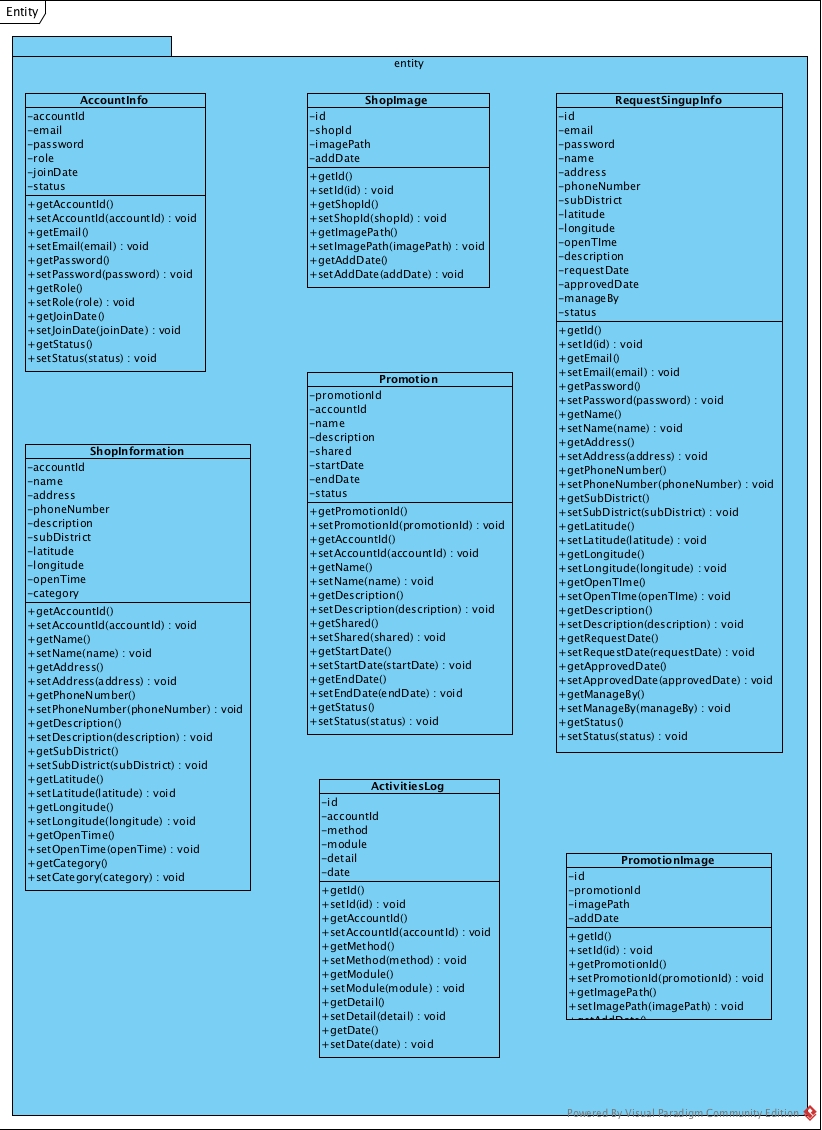 Entity
entity
AccountInfo
-accountId
-email
-password
-role
-joinDate
-status
+getAccountId()
+setAccountId(accountId) : void
+getEmail()
+setEmail(email) : void
+getPassword()
+setPassword(password) : void
+getRole()
+setRole(role) : void
+getJoinDate()
+setJoinDate(joinDate) : void
+getStatus()
+setStatus(status) : void
ShopImage
-id
-shopId
-imagePath
-addDate
+getId()
+setId(id) : void
+getShopId()
+setShopId(shopId) : void
+getImagePath()
+setImagePath(imagePath) : void
+getAddDate()
+setAddDate(addDate) : void
RequestSingupInfo
-id
-email
-password
-name
-address
-phoneNumber
-subDistrict
-latitude
-longitude
-openTIme
-description
-requestDate
-approvedDate
-manageBy
-status
+getId()
+setId(id) : void
+getEmail()
+setEmail(email) : void
+getPassword()
+setPassword(password) : void
+getName()
+setName(name) : void
+getAddress()
+setAddress(address) : void
+getPhoneNumber()
+setPhoneNumber(phoneNumber) : void
+getSubDistrict()
+setSubDistrict(subDistrict) : void
+getLatitude()
+setLatitude(latitude) : void
+getLongitude()
+setLongitude(longitude) : void
+getOpenTIme()
+setOpenTIme(openTIme) : void
+getDescription()
+setDescription(description) : void
+getRequestDate()
+setRequestDate(requestDate) : void
+getApprovedDate()
+setApprovedDate(approvedDate) : void
+getManageBy()
+setManageBy(manageBy) : void
+getStatus()
+setStatus(status) : void
Promotion
-promotionId
-accountId
-name
-description
-shared
-startDate
-endDate
-status
+getPromotionId()
+setPromotionId(promotionId) : void
+getAccountId()
+setAccountId(accountId) : void
+getName()
+setName(name) : void
+getDescription()
+setDescription(description) : void
+getShared()
+setShared(shared) : void
+getStartDate()
+setStartDate(startDate) : void
+getEndDate()
+setEndDate(endDate) : void
+getStatus()
+setStatus(status) : void
ShopInformation
-accountId
-name
-address
-phoneNumber
-description
-subDistrict
-latitude
-longitude
-openTime
-category
+getAccountId()
+setAccountId(accountId) : void
+getName()
+setName(name) : void
+getAddress()
+setAddress(address) : void
+getPhoneNumber()
+setPhoneNumber(phoneNumber) : void
+getDescription()
+setDescription(description) : void
+getSubDistrict()
+setSubDistrict(subDistrict) : void
+getLatitude()
+setLatitude(latitude) : void
+getLongitude()
+setLongitude(longitude) : void
+getOpenTime()
+setOpenTime(openTime) : void
+getCategory()
+setCategory(category) : void
ActivitiesLog
-id
-accountId
-method
-module
-detail
-date
+getId()
+setId(id) : void
+getAccountId()
+setAccountId(accountId) : void
+getMethod()
+setMethod(method) : void
+getModule()
+setModule(module) : void
+getDetail()
+setDetail(detail) : void
+getDate()
+setDate(date) : void
PromotionImage
-id
-promotionId
-imagePath
-addDate
+getId()
+setId(id) : void
+getPromotionId()
+setPromotionId(promotionId) : void
+getImagePath()
+setImagePath(imagePath) : void
+getAddDate()
Powered By Visual Paradigm Community Edition